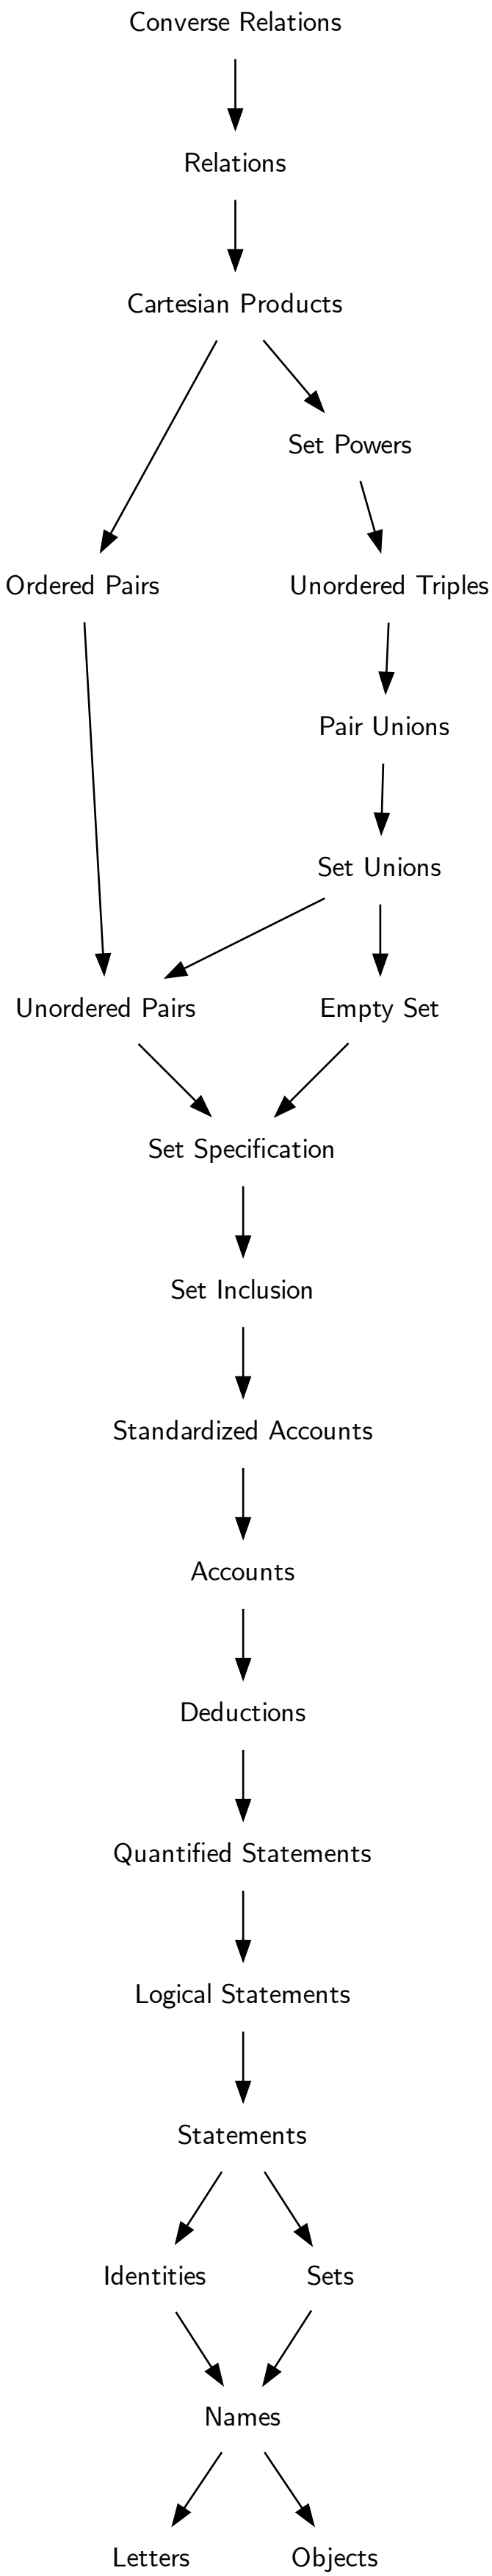 Converse Relations
Relations
Cartesian Products
Set Powers
Ordered Pairs
Unordered Triples
Pair Unions
Set Unions
Unordered Pairs
Empty Set
Set Specification
Set Inclusion
Standardized Accounts
Accounts
Deductions
Quantified Statements
Logical Statements
Statements
Identities
Sets
Names
Letters
Objects